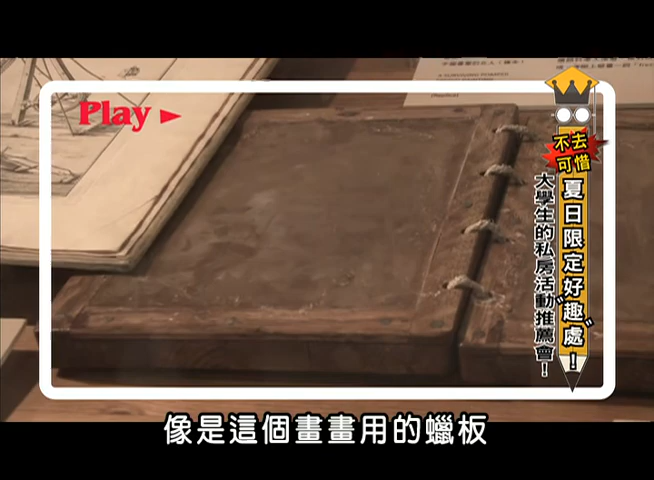 Play
不去
可惜
夏日限定好"趣"處！
大學生的私房活動推薦會！
像是這個畫畫用的蠟板